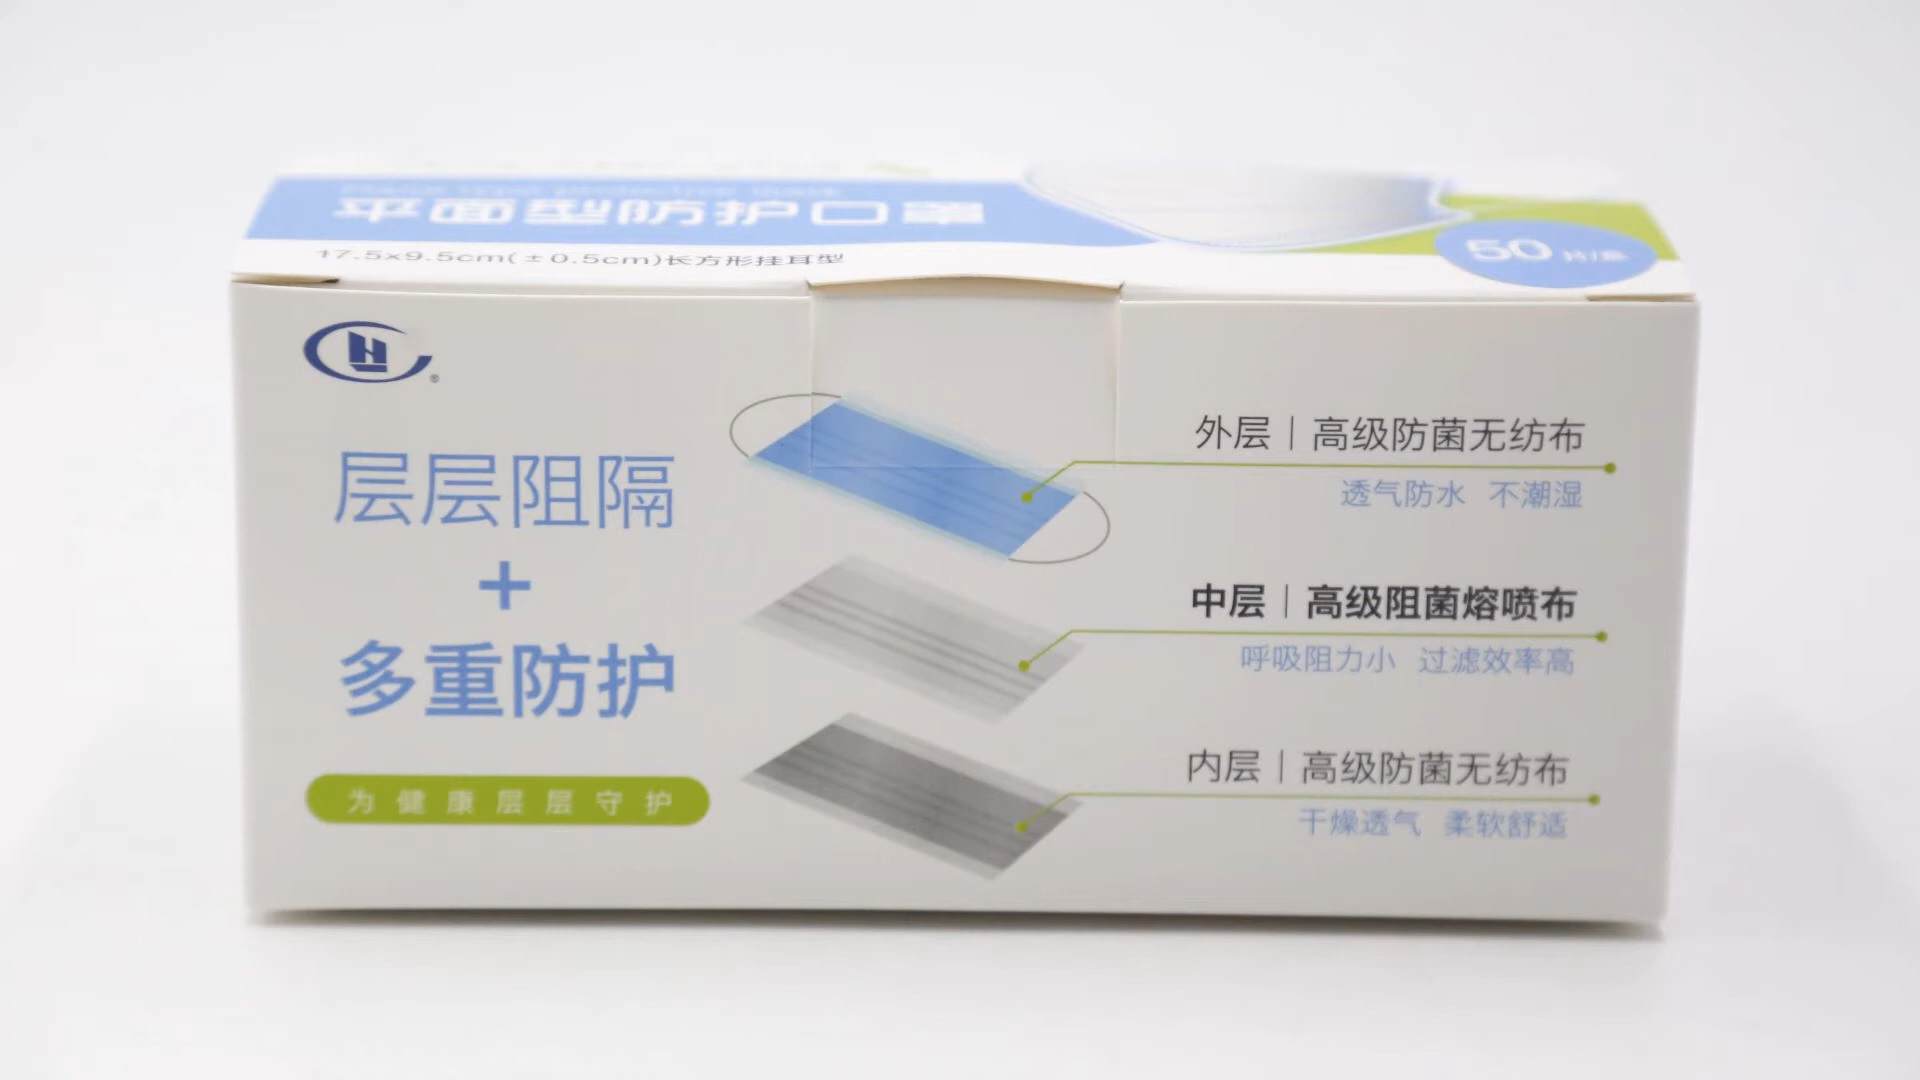 平面型防护口罩
17.5x9.5cm(±0.5cm)长方形挂耳型
50片/盒
H
®
层层阻隔
+
多重防护
为健康层层守护
外层｜高级防菌无纺布
透气防水 不潮湿
中层｜高级阻菌熔喷布
呼吸阻力小 过滤效率高
内层｜高级防菌无纺布
干燥透气 柔软舒适